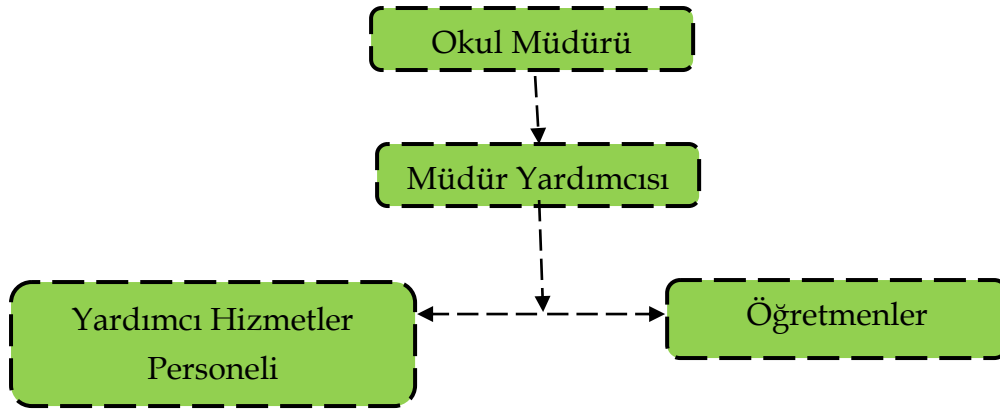 Okul Müdürü
Müdür Yardımcısı
Yardımcı Hizmetler
Personeli
Öğretmenler